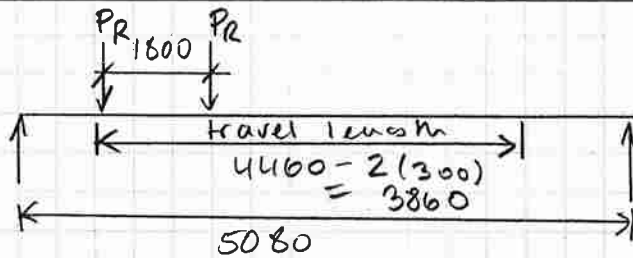 PR PR
1800
travel length
4460 - 2(300)
= 3860
5080